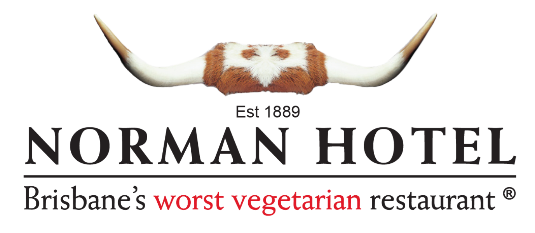 Est 1889
NORMAN HOTEL
Brisbane's worst vegetarian restaurant ®